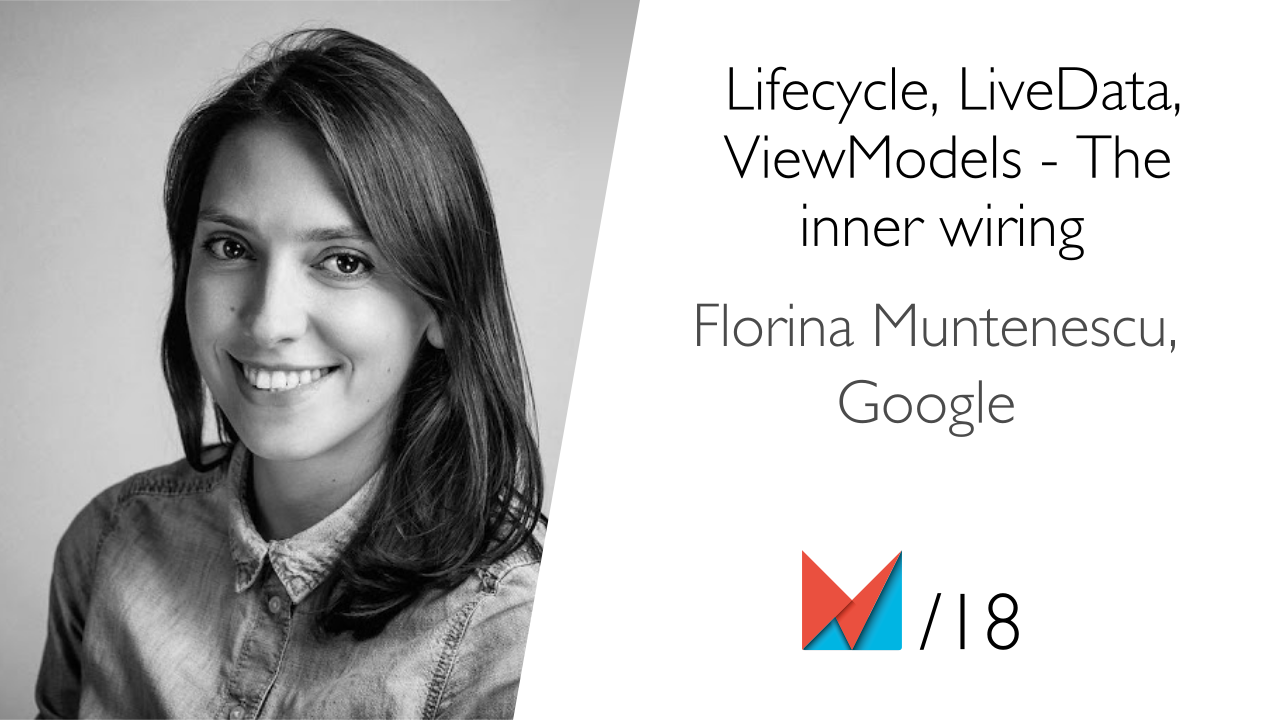 Lifecycle, LiveData,
ViewModels - The
inner wiring
Florina Muntenescu,
Google
/18